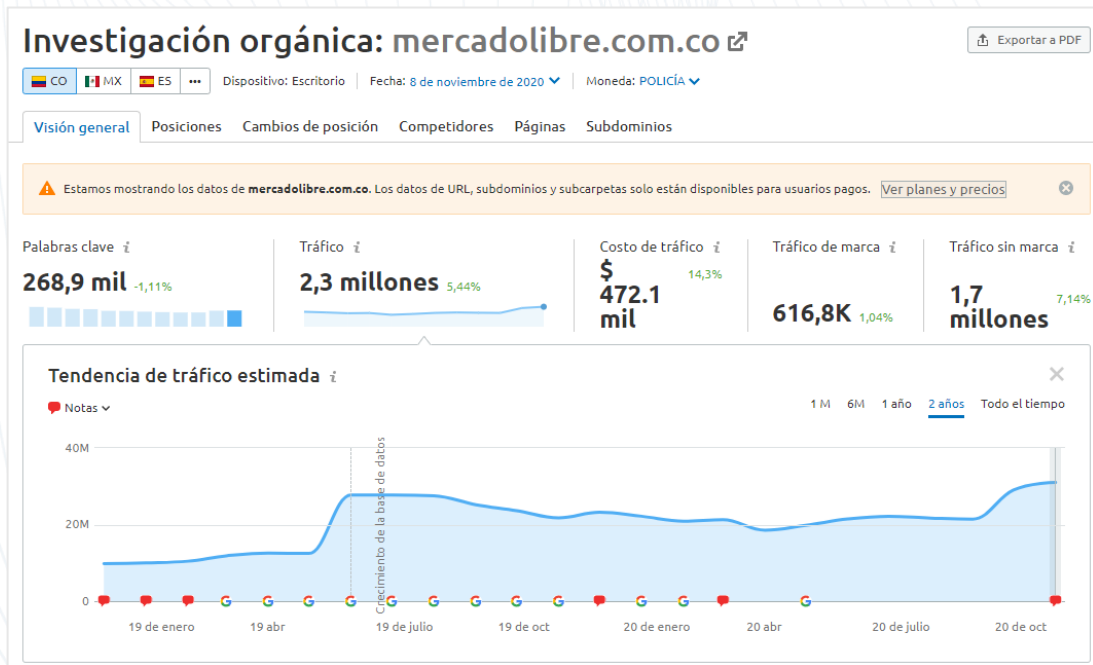 Investigación orgánica: mercadolibre.com.co
Exportar a PDF
CO MX ES ... Dispositivo: Escritorio Fecha: 8 de noviembre de 2020 Moneda: POLICÍA
Visión general Posiciones Cambios de posición Competidores Páginas Subdominios
Estamos mostrando los datos de mercadolibre.com.co. Los datos de URL, subdominios y subcarpetas solo están disponibles para usuarios pagos. Ver planes y precios
Palabras clave i
268,9 mil -1,11%
Tráfico i
2,3 millones 5,44%
Costo de tráfico i
$ 14,3%
472.1
mil
Tráfico de marca i
616,8K 1,04%
Tráfico sin marca i
1,7 7,14%
millones
Tendencia de tráfico estimada i
Notas
1 M 6M 1 año 2 años Todo el tiempo
40M
20M
0
Crecimiento de la base de datos
19 de enero 19 abr 19 de julio 19 de oct 20 de enero 20 abr 20 de julio 20 de oct